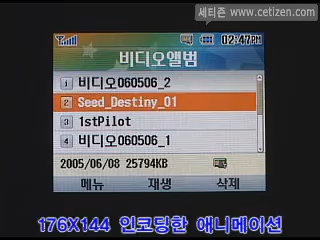 세티즌 www.cetizen.com
02:47PM
비디오앨범
1 비디오060506_2
2 Seed_Destiny_01
3 1stPilot
4 비디오060506_1
2005/06/08 25794KB
메뉴 재생 삭제
176X144 인코딩한 애니메이션